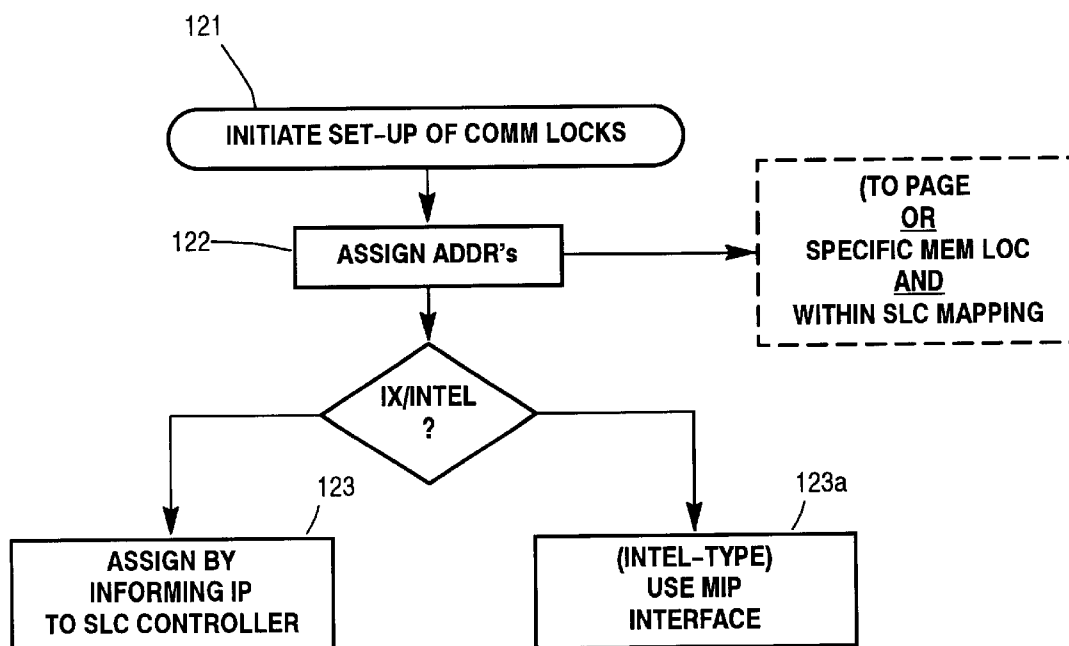 121
INITIATE SET-UP OF COMM LOCKS
122
ASSIGN ADDR's
(TO PAGE
OR
SPECIFIC MEM LOC
AND
WITHIN SLC MAPPING
IX/INTEL
?
123
ASSIGN BY
INFORMING IP
TO SLC CONTROLLER
123a
(INTEL-TYPE)
USE MIP
INTERFACE